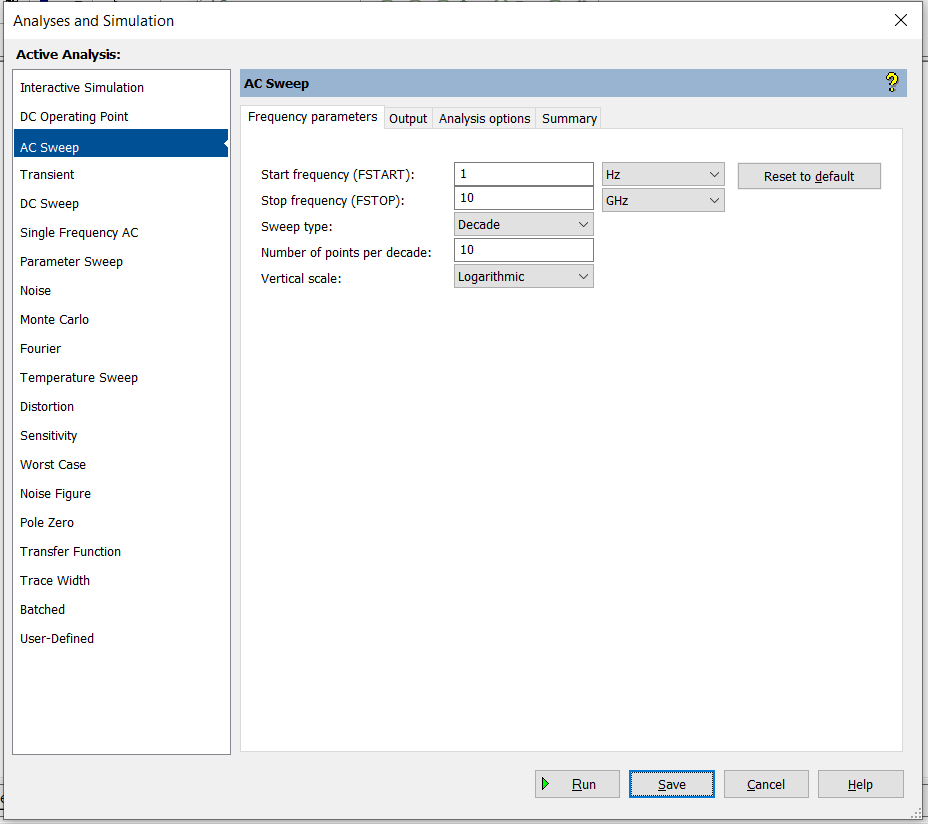 Analyses and Simulation
Active Analysis:
Interactive Simulation
DC Operating Point
AC Sweep
Transient
DC Sweep
Single Frequency AC
Parameter Sweep
Noise
Monte Carlo
Fourier
Temperature Sweep
Distortion
Sensitivity
Worst Case
Noise Figure
Pole Zero
Transfer Function
Trace Width
Batched
User-Defined
AC Sweep
Frequency parameters Output Analysis options Summary
Start frequency (FSTART): 1 Hz Reset to default
Stop frequency (FSTOP): 10 GHz
Sweep type: Decade
Number of points per decade: 10
Vertical scale: Logarithmic
Run Save Cancel Help